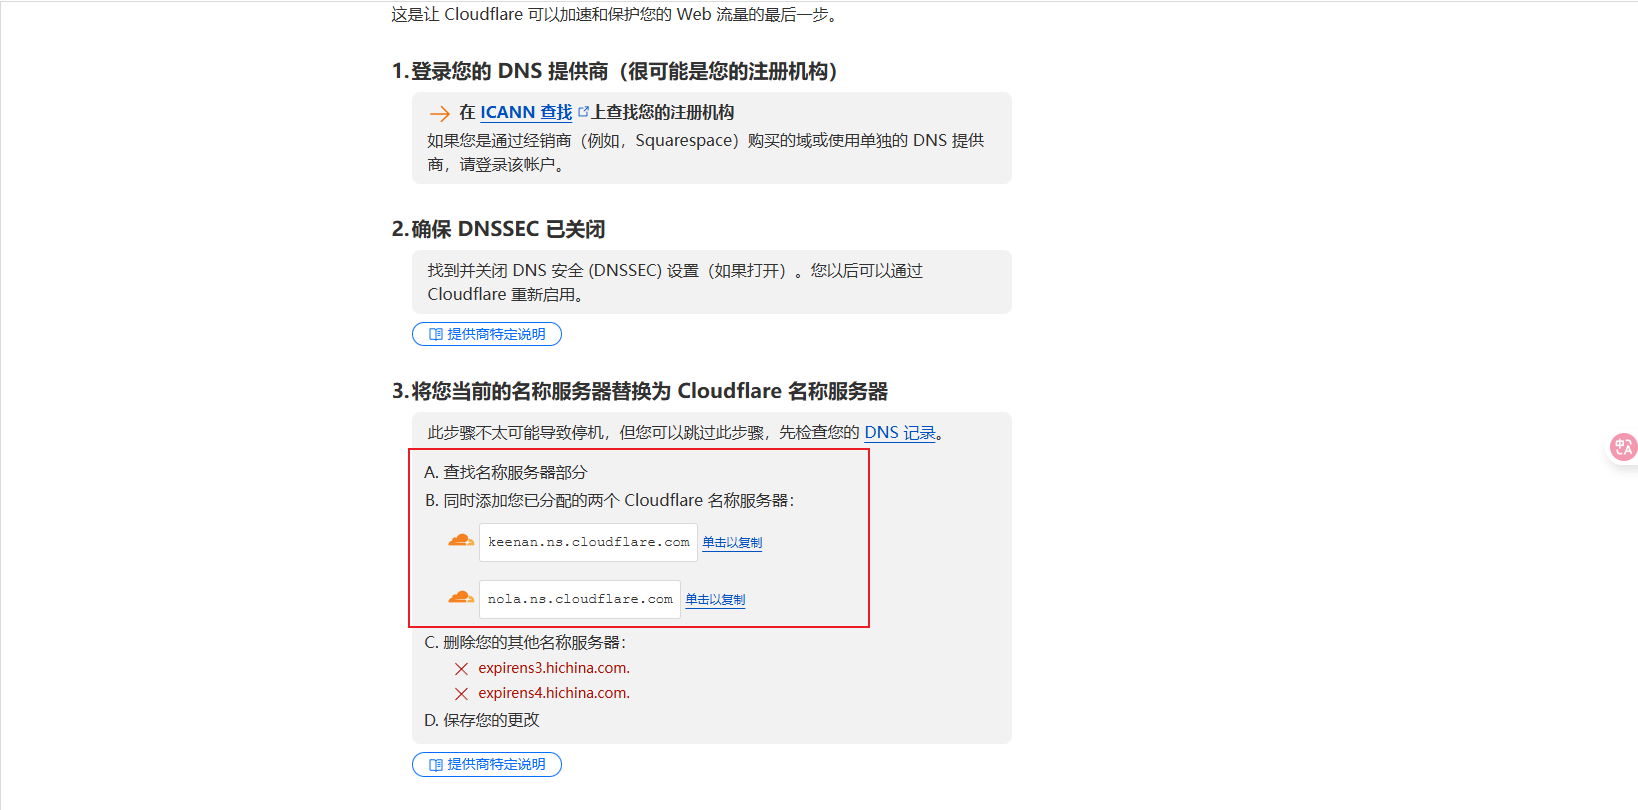 这是让 Cloudflare 可以加速和保护您的 Web 流量的最后一步。
1.登录您的 DNS 提供商（很可能是您的注册机构）
在 ICANN 查找 上查找您的注册机构
如果您是通过经销商（例如，Squarespace）购买的域或使用单独的 DNS 提供
商，请登录该帐户。
2.确保 DNSSEC 已关闭
找到并关闭 DNS 安全 (DNSSEC) 设置（如果打开）。您以后可以通过
Cloudflare 重新启用。
提供商特定说明
3.将您当前的名称服务器替换为 Cloudflare 名称服务器
此步骤不太可能导致停机，但您可以跳过此步骤，先检查您的 DNS 记录。
A. 查找名称服务器部分
B. 同时添加您已分配的两个 Cloudflare 名称服务器：
keenan.ns.cloudflare.com 单击以复制
nola.ns.cloudflare.com 单击以复制
C. 删除您的其他名称服务器：
expirens3.hichina.com.
expirens4.hichina.com.
D. 保存您的更改
提供商特定说明
中A